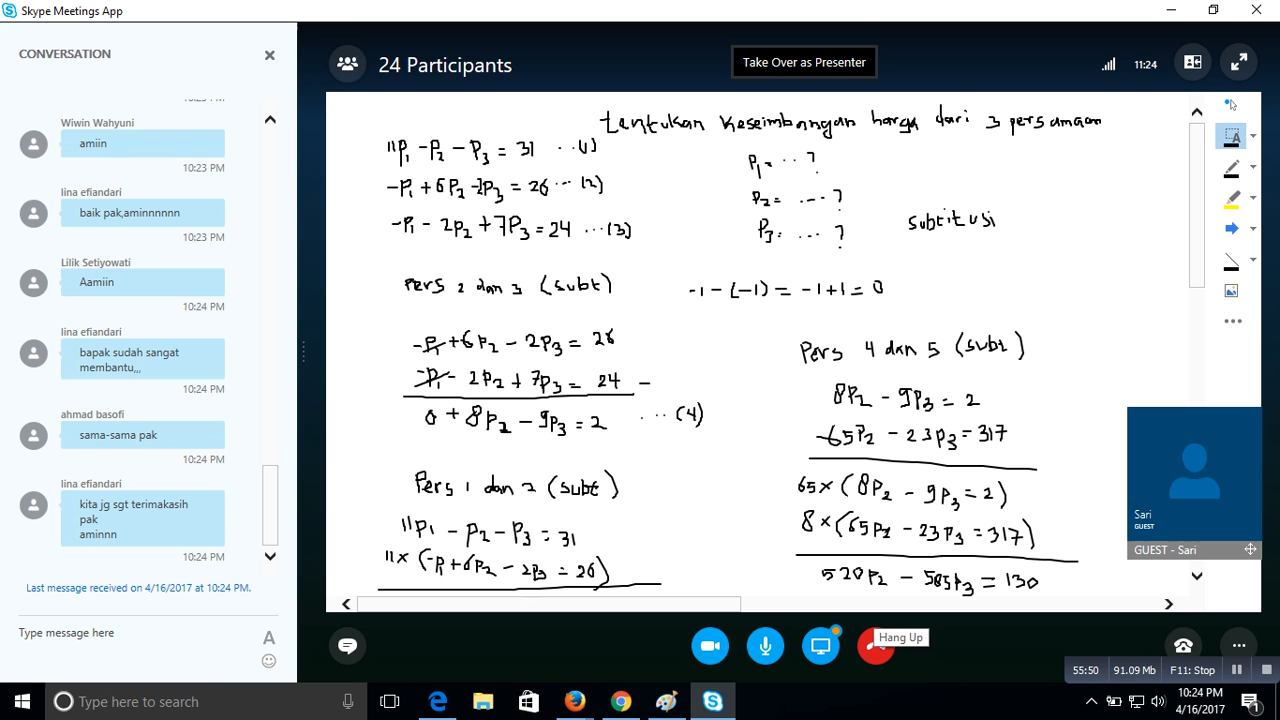 Skype Meetings App
CONVERSATION
Wiwin Wahyuni
amiin
10:23 PM
lina efiandari
baik pak,aminnnnnn
10:23 PM
Lilik Setiyowati
Aamiin
10:24 PM
lina efiandari
bapak sudah sangat
membantu,,,
10:24 PM
ahmad basofi
sama-sama pak
10:24 PM
lina efiandari
kita jg sgt terimakasih
pak
aminnn
10:24 PM
Last message received on 4/16/2017 at 10:24 PM.
Type message here
24 Participants
Take Over as Presenter
11:24
tentukan keseimbangan harga dari 3 persamaan
11P₁ - P₂ - P₃ = 31 ...(1)
-P₁ + 6P₂ - 2P₃ = 26 ... (2)
-P₁ - 2P₂ + 7P₃ = 24 ...(3)
P₁ = ... ?
P₂ = .... ?
P₃ = ... ?
subtitusi
Pers 2 dan 3 (subt)
-1 - (-1) = -1 + 1 = 0
-P₁ + 6P₂ - 2P₃ = 26
-P₁ - 2P₂ + 7P₃ = 24 -
0 + 8P₂ - 9P₃ = 2 ... (4)
Pers 1 dan 2 (subt)
11P₁ - P₂ - P₃ = 31
11× (-P₁ + 6P₂ - 2P₃ = 26)
Pers 4 dan 5 (subt)
8P₂ - 9P₃ = 2
65P₂ - 23P₃ = 317
65× (8P₂ - 9P₃ = 2)
8× (65P₂ - 23P₃ = 317)
520P₂ - 585P₃ = 130
Sari
GUEST
GUEST - Sari
Hang Up
55:50 91.09 Mb F11: Stop
Type here to search
10:24 PM
4/16/2017